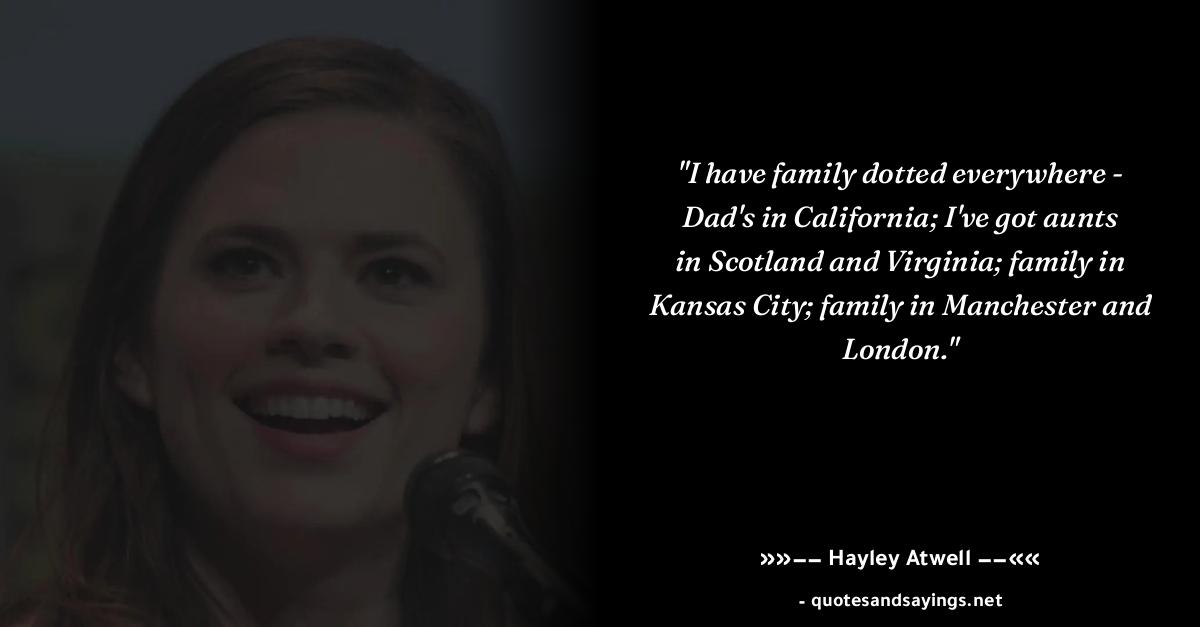 "I have family dotted everywhere -
Dad's in California; I've got aunts
in Scotland and Virginia; family in
Kansas City; family in Manchester and
London."
»»–– Hayley Atwell ––««
- quotesandsayings.net